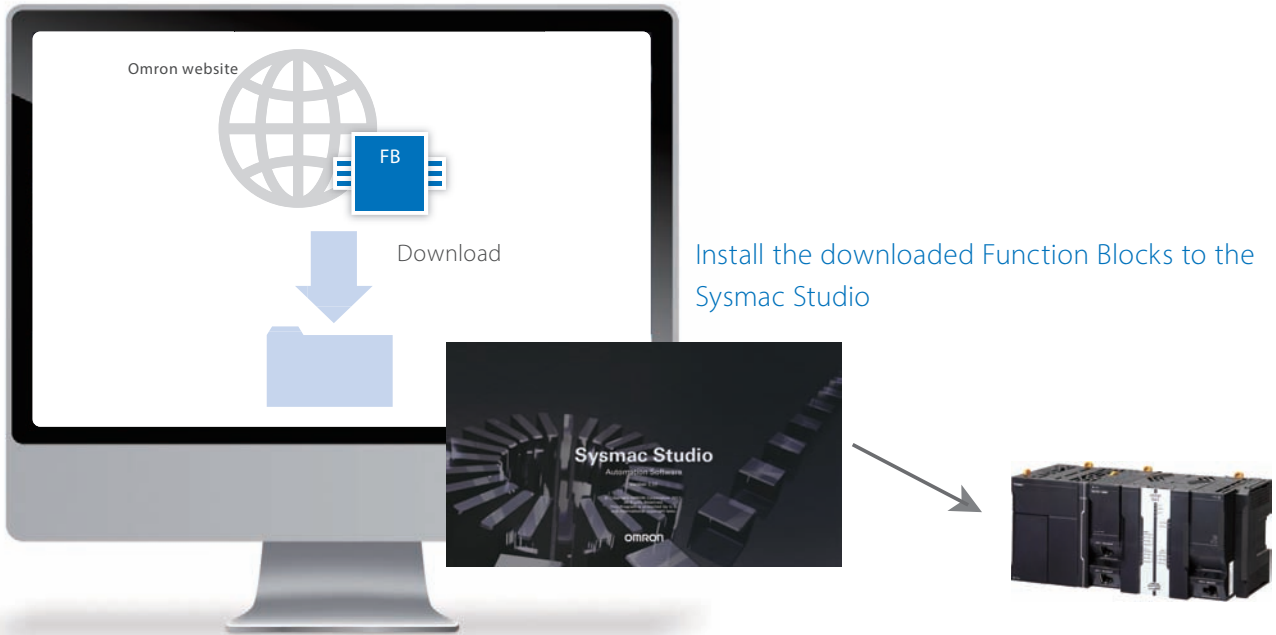 Omron website
FB
Download
Install the downloaded Function Blocks to the
Sysmac Studio
Sysmac Studio
Automation Software
OMRON